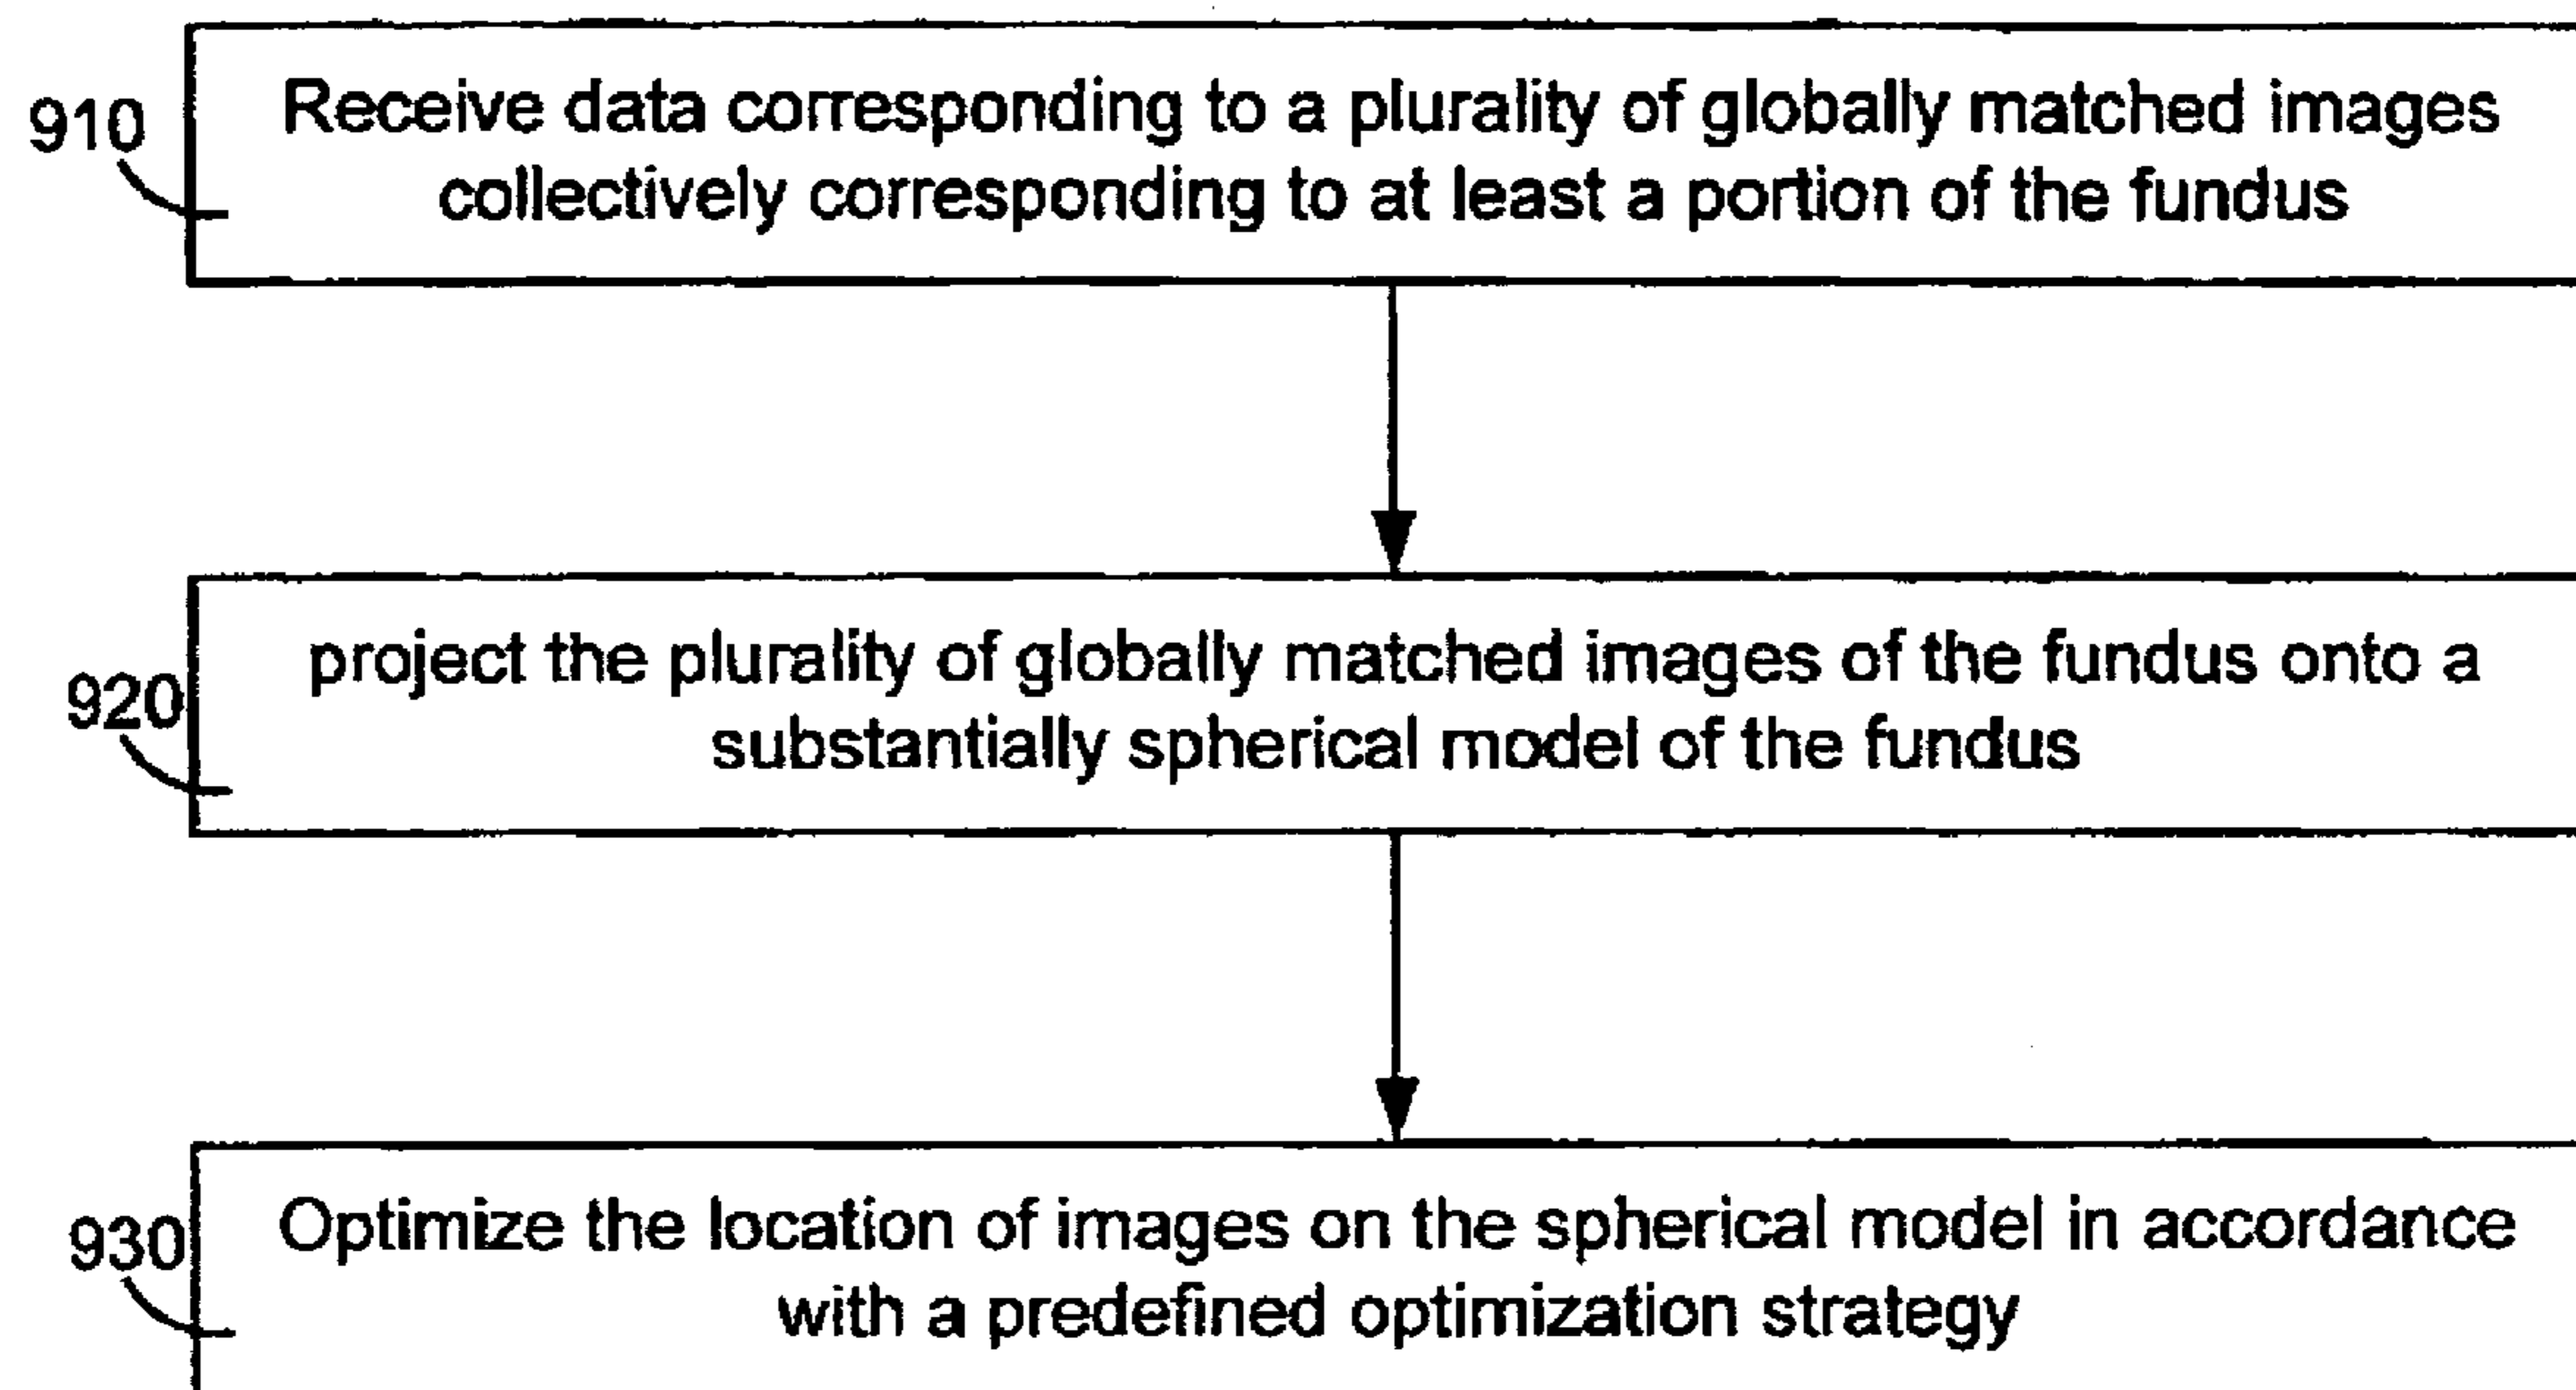 910
Receive data corresponding to a plurality of globally matched images
collectively corresponding to at least a portion of the fundus
920
project the plurality of globally matched images of the fundus onto a
substantially spherical model of the fundus
930
Optimize the location of images on the spherical model in accordance
with a predefined optimization strategy